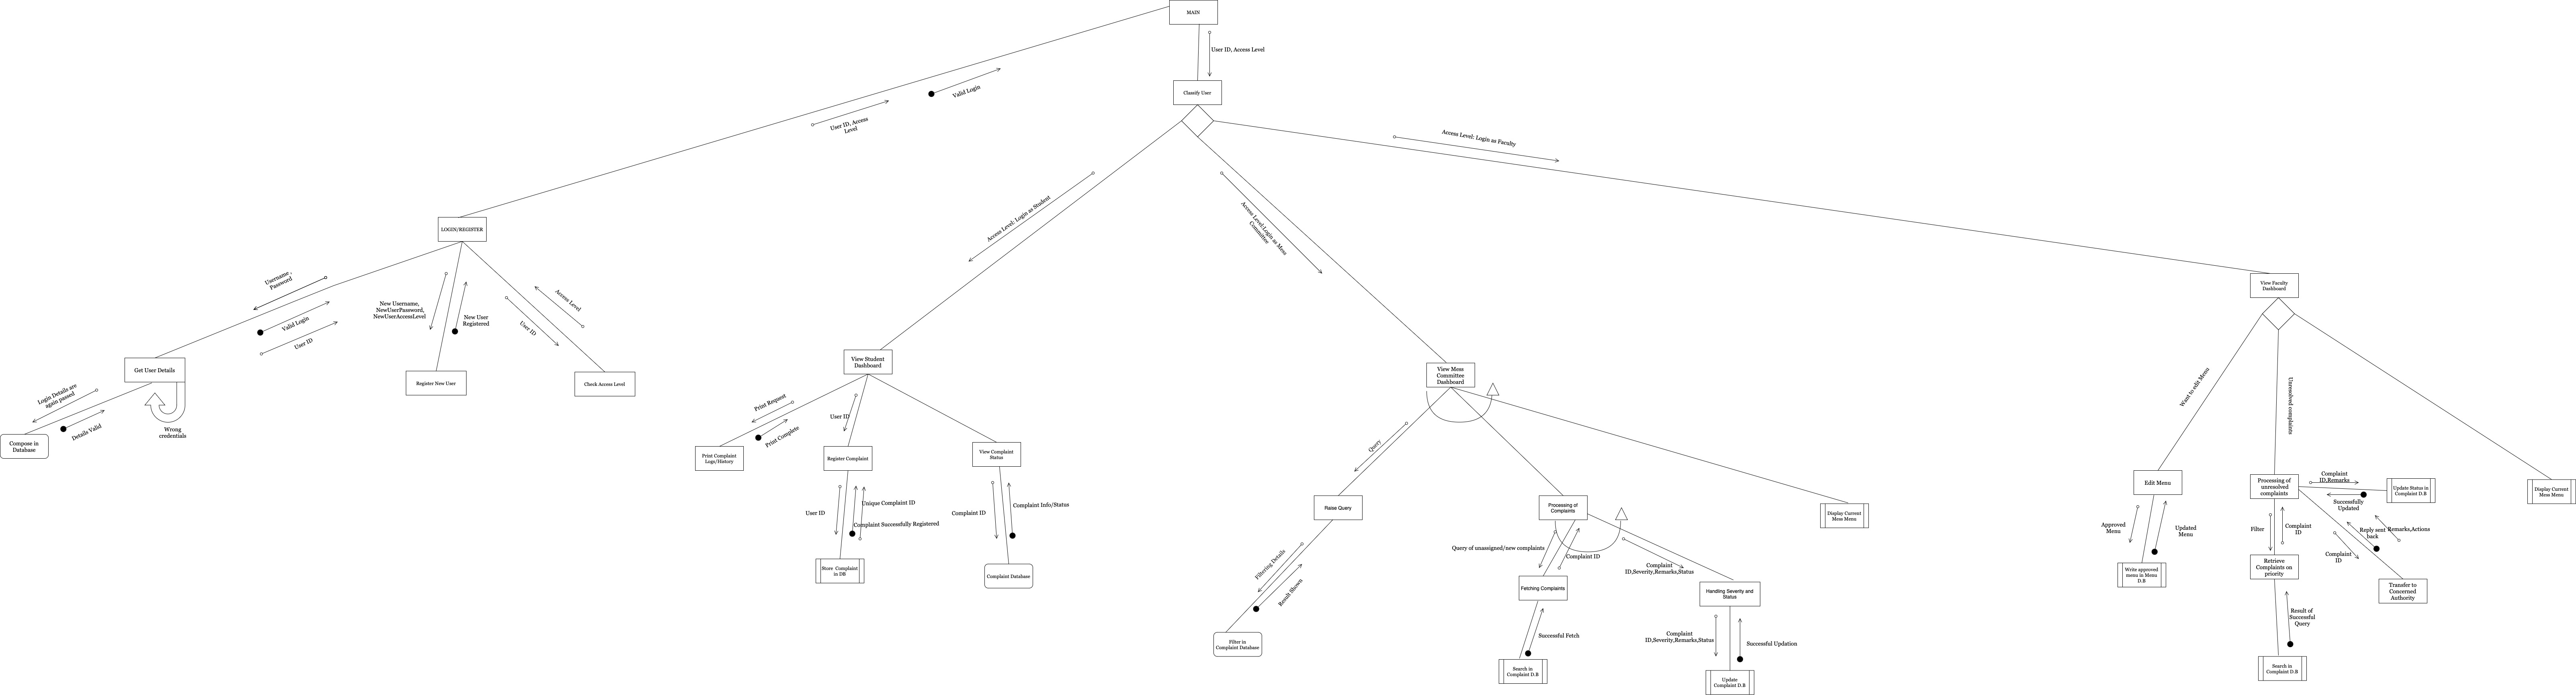 MAIN
User ID, Access Level
Classify User
Valid Login
User ID, Access
Level
Access Level: Login as Faculty
Access Level: Login as Student
Access Level:Login as Mess
Committee
LOGIN/REGISTER
Username ,
Password
Valid Login
User ID
New Username,
NewUserPassword,
NewUserAccessLevel
New User
Registered
User ID
Access Level
Get User Details
Register New User
Check Access Level
Login Details are
again passed
Details Valid
Wrong
credentials
Compose in
Database
View Student
Dashboard
Print Request
Print Complete
User ID
Print Complaint
Logs/History
Register Complaint
View Complaint
Status
User ID
Unique Complaint ID
Complaint Successfully Registered
Complaint ID
Complaint Info/Status
Store Complaint
in DB
Complaint Database
View Mess
Committee
Dashboard
Query
Raise Query
Processing of
Complaints
Display Current
Mess Menu
Filtering Details
Result Shown
Query of unassigned/new complaints
Complaint ID
Complaint
ID,Severity,Remarks,Status
Filter in
Complaint Database
Fetching Complaints
Handling Severity and
Status
Successful Fetch
Complaint
ID,Severity,Remarks,Status
Successful Updation
Search in
Complaint D.B
Update
Complaint D.B
View Faculty
Dashboard
Want to edit Menu
Unresolved complaints
Edit Menu
Processing of
unresolved
complaints
Complaint
ID,Remarks
Successfully
Updated
Update Status in
Complaint D.B
Display Current
Mess Menu
Approved
Menu
Updated
Menu
Filter
Complaint
ID
Reply sent
back
Remarks,Actions
Complaint
ID
Write approved
menu in Menu
D.B
Retrieve
Complaints on
priority
Transfer to
Concerned
Authority
Result of
Successful
Query
Search in
Complaint D.B